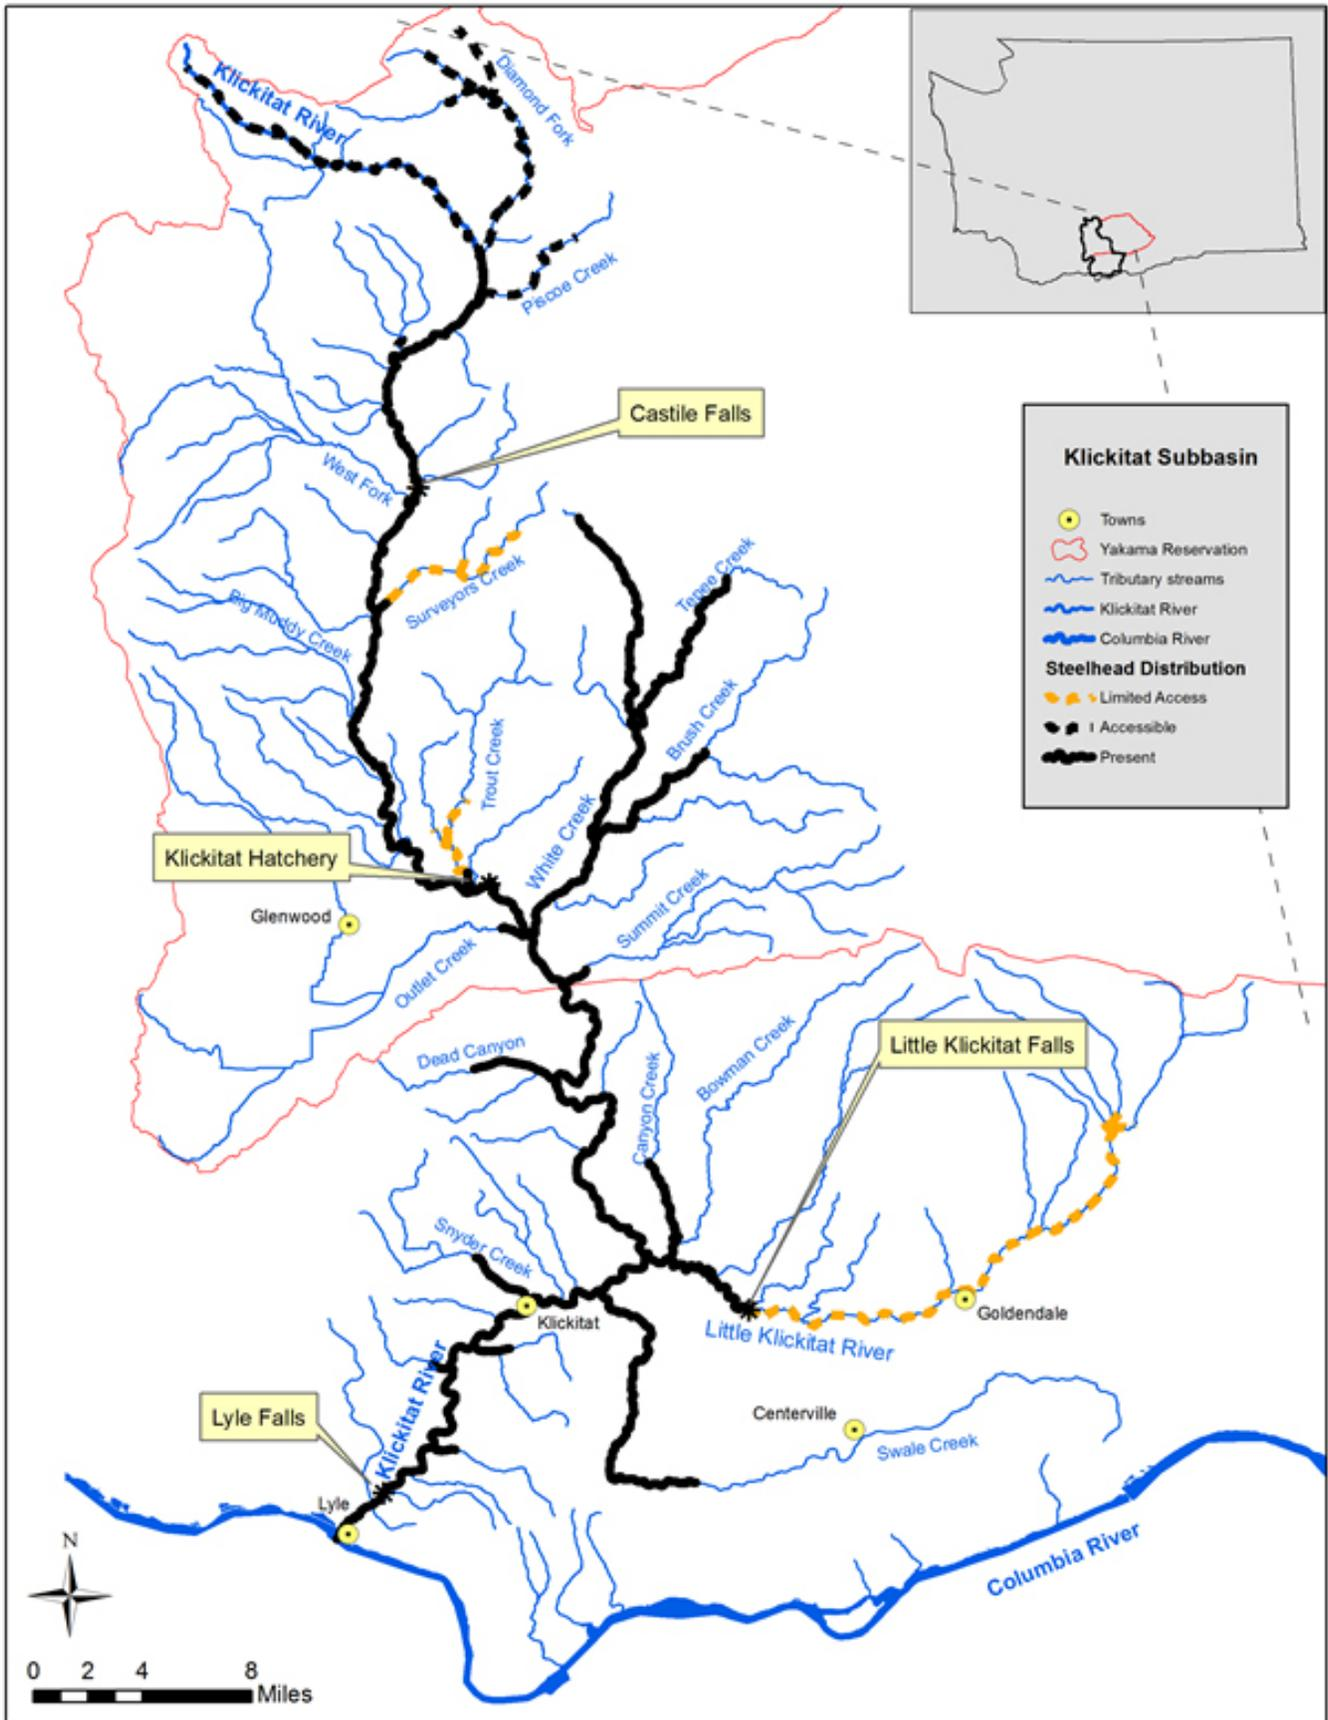 Klickitat River
Diamond Fork
Piscoe Creek
Castile Falls
West Fork
Klickitat Subbasin
Towns
Yakama Reservation
Tributary streams
Klickitat River
Columbia River
Steelhead Distribution
Limited Access
Accessible
Present
Surveyors Creek
Tepee Creek
Big Muddy Creek
Brush Creek
Trout Creek
White Creek
Klickitat Hatchery
Glenwood
Summit Creek
Outlet Creek
Dead Canyon
Canyon Creek
Bowman Creek
Little Klickitat Falls
Snyder Creek
Klickitat
Goldendale
Little Klickitat River
Klickitat River
Lyle Falls
Centerville
Swale Creek
Lyle
Columbia River
N
0 2 4 8
Miles